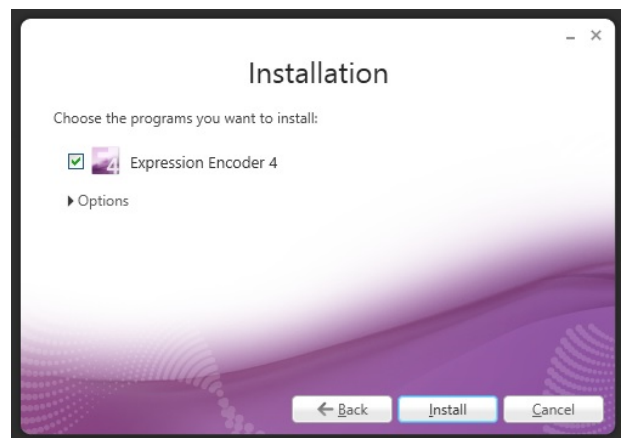 Installation
Choose the programs you want to install:
Expression Encoder 4
Options
Back Install Cancel